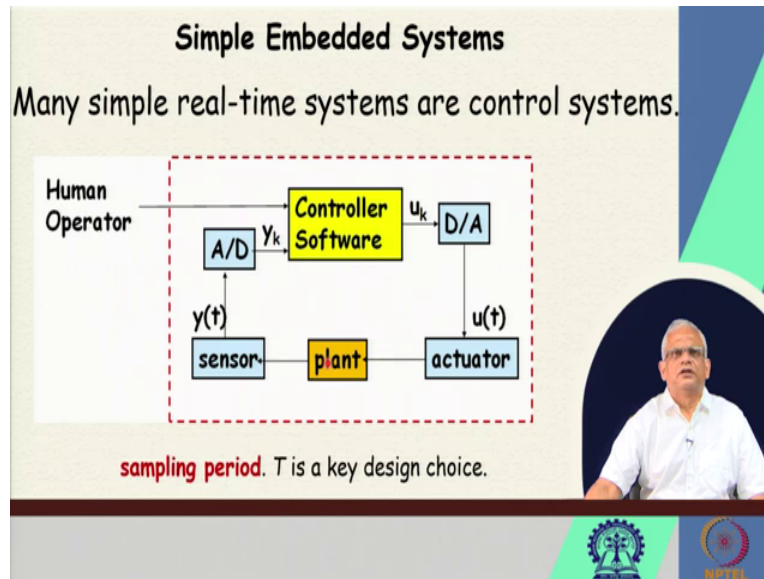 Simple Embedded Systems
Many simple real-time systems are control systems.
Human
Operator
Controller
Software
uk
D/A
A/D
yk
y(t)
u(t)
sensor
plant
actuator
sampling period. T is a key design choice.
NPTEL